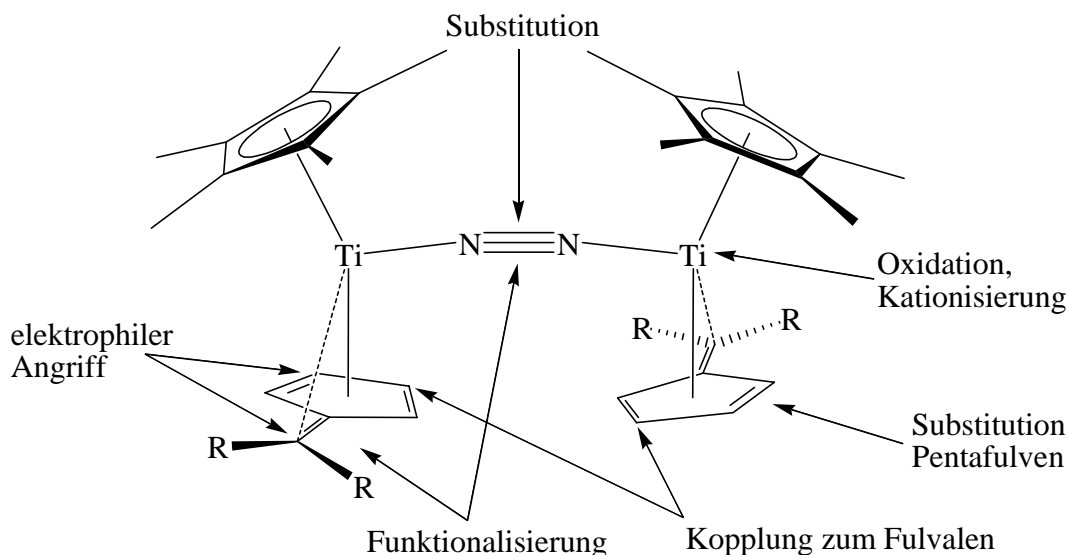 Substitution
Ti N N Ti
Oxidation,
Kationisierung
R R
elektrophiler
Angriff
Substitution
Pentafulven
R
R
Funktionalisierung
Kopplung zum Fulvalen